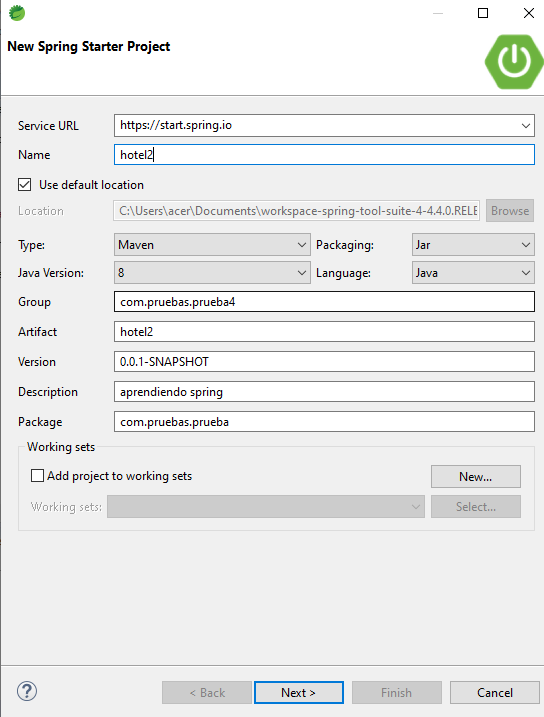 New Spring Starter Project
Service URL https://start.spring.io
Name hotel2
Use default location
Location C:\Users\acer\Documents\workspace-spring-tool-suite-4-4.4.0.RELE Browse
Type: Maven Packaging: Jar
Java Version: 8 Language: Java
Group com.pruebas.prueba4
Artifact hotel2
Version 0.0.1-SNAPSHOT
Description aprendiendo spring
Package com.pruebas.prueba
Working sets
Add project to working sets New...
Working sets: Select...
? < Back Next > Finish Cancel